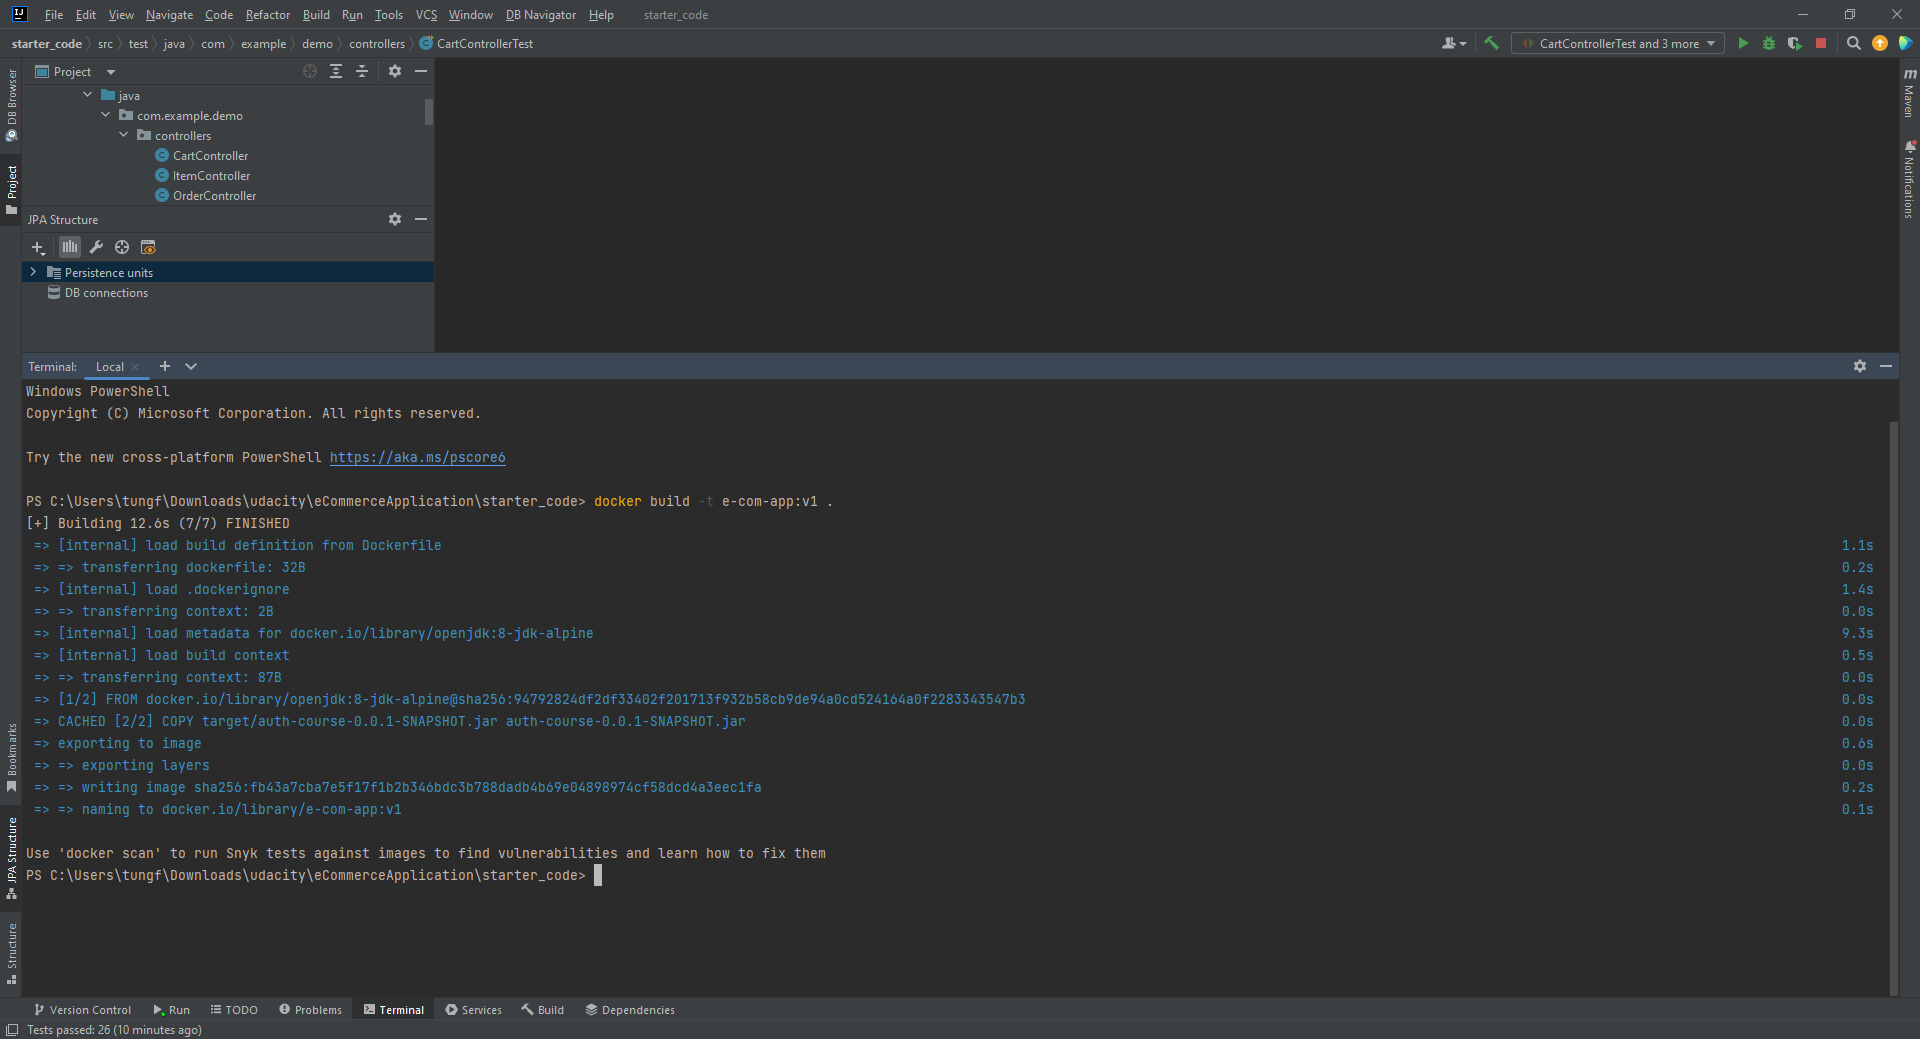 File Edit View Navigate Code Refactor Build Run Tools VCS Window DB Navigator Help starter_code
starter_code src test java com example demo controllers CartControllerTest
CartControllerTest and 3 more
DB Browser
Project
Bookmarks
JPA Structure
Structure
Project
java
com.example.demo
controllers
CartController
ItemController
OrderController
JPA Structure
Persistence units
DB connections
Maven
Notifications
Terminal: Local
Windows PowerShell
Copyright (C) Microsoft Corporation. All rights reserved.
Try the new cross-platform PowerShell https://aka.ms/pscore6
PS C:\Users\tungf\Downloads\udacity\eCommerceApplication\starter_code> docker build -t e-com-app:v1 .
[+] Building 12.6s (7/7) FINISHED
=> [internal] load build definition from Dockerfile 1.1s
=> => transferring dockerfile: 32B 0.2s
=> [internal] load .dockerignore 1.4s
=> => transferring context: 2B 0.0s
=> [internal] load metadata for docker.io/library/openjdk:8-jdk-alpine 9.3s
=> [internal] load build context 0.5s
=> => transferring context: 87B 0.0s
=> [1/2] FROM docker.io/library/openjdk:8-jdk-alpine@sha256:94792824df2df33402f201713f932b58cb9de94a0cd524164a0f2283343547b3 0.0s
=> CACHED [2/2] COPY target/auth-course-0.0.1-SNAPSHOT.jar auth-course-0.0.1-SNAPSHOT.jar 0.0s
=> exporting to image 0.6s
=> => exporting layers 0.0s
=> => writing image sha256:fb43a7cba7e5f17f1b2b346bdc3b788dadb4b69e04898974cf58dcd4a3eec1fa 0.2s
=> => naming to docker.io/library/e-com-app:v1 0.1s
Use 'docker scan' to run Snyk tests against images to find vulnerabilities and learn how to fix them
PS C:\Users\tungf\Downloads\udacity\eCommerceApplication\starter_code>
Version Control Run TODO Problems Terminal Services Build Dependencies
Tests passed: 26 (10 minutes ago)